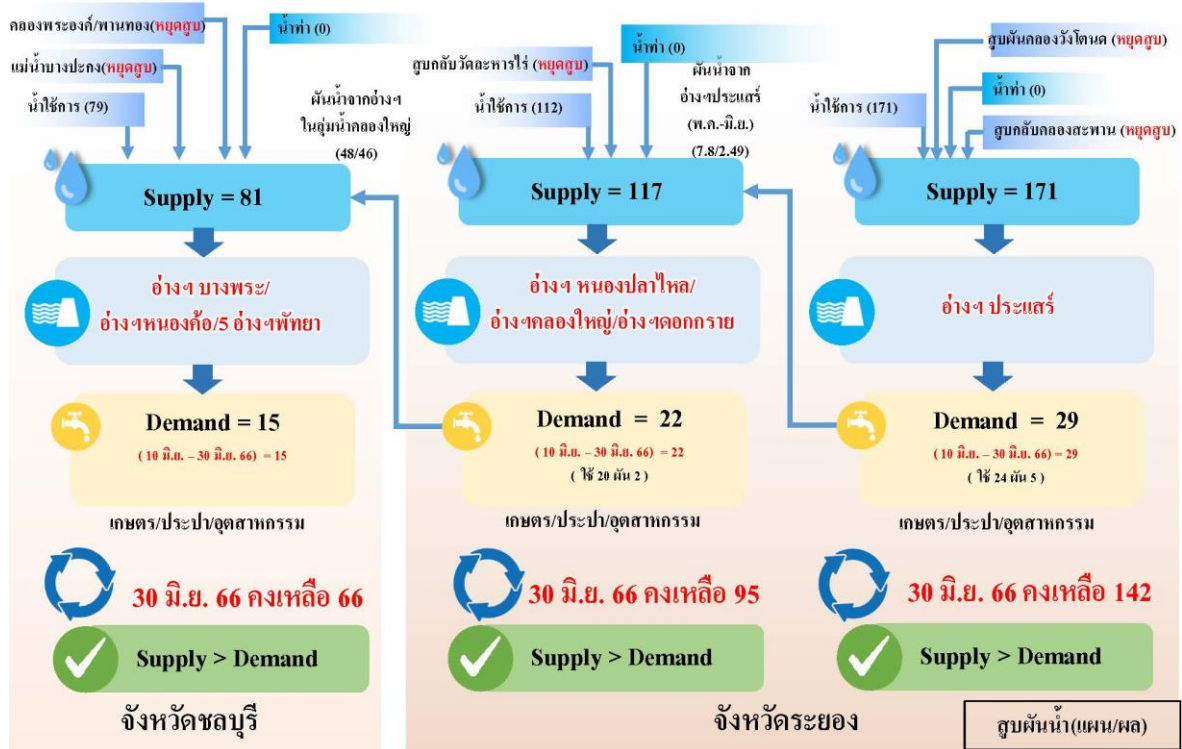 คลองพระองค์/พานทอง(หยุดสูบ)
น้ำท่า (0)
แม่น้ำบางปะกง(หยุดสูบ)
น้ำใช้การ (79)
ผันน้ำจากอ่างฯ
ในลุ่มน้ำคลองใหญ่
(48/46)
Supply = 81
อ่างฯ บางพระ/
อ่างฯหนองค้อ/5 อ่างฯพัทยา
Demand = 15
( 10 มิ.ย. – 30 มิ.ย. 66) = 15
เกษตร/ประปา/อุตสาหกรรม
30 มิ.ย. 66 คงเหลือ 66
Supply > Demand
จังหวัดชลบุรี
น้ำท่า (0)
สูบกลับวัดละหารไร่ (หยุดสูบ)
น้ำใช้การ (112)
ผันน้ำจาก
อ่างฯประแสร์
(พ.ค.-มิ.ย.)
(7.8/2.49)
Supply = 117
อ่างฯ หนองปลาไหล/
อ่างฯคลองใหญ่/อ่างฯดอกกราย
Demand = 22
( 10 มิ.ย. – 30 มิ.ย. 66) = 22
( ใช้ 20 ผัน 2 )
เกษตร/ประปา/อุตสาหกรรม
30 มิ.ย. 66 คงเหลือ 95
Supply > Demand
สูบผันคลองวังโตนด (หยุดสูบ)
น้ำท่า (0)
น้ำใช้การ (171)
สูบกลับคลองสะพาน (หยุดสูบ)
Supply = 171
อ่างฯ ประแสร์
Demand = 29
( 10 มิ.ย. – 30 มิ.ย. 66) = 29
( ใช้ 24 ผัน 5 )
เกษตร/ประปา/อุตสาหกรรม
30 มิ.ย. 66 คงเหลือ 142
Supply > Demand
จังหวัดระยอง
สูบผันน้ำ(แผน/ผล)